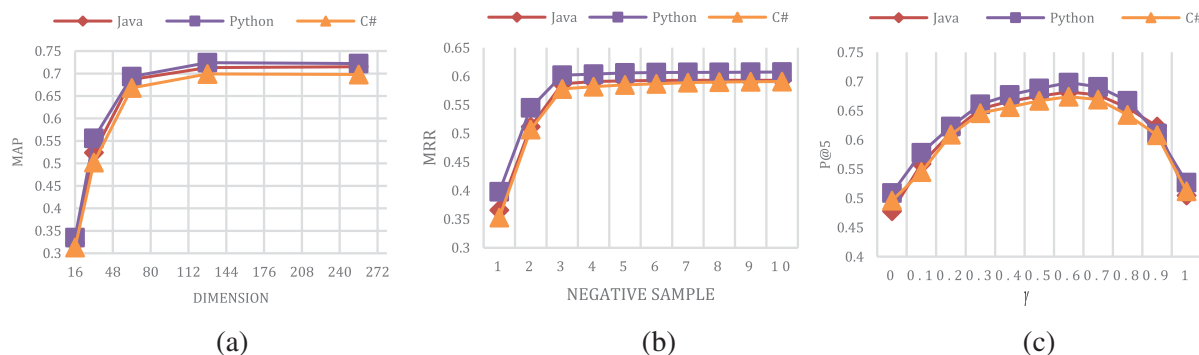 Java Python C#
0.75
0.7
0.65
0.6
0.55
0.5
0.45
0.4
0.35
0.3
MAP
16 48 80 112 144 176 208 240 272
DIMENSION
(a)
Java Python C#
0.65
0.6
0.55
0.5
0.45
0.4
0.35
0.3
MRR
1 2 3 4 5 6 7 8 9 10
NEGATIVE SAMPLE
(b)
Java Python C#
0.75
0.7
0.65
0.6
0.55
0.5
0.45
0.4
P@5
0 0.1 0.2 0.3 0.4 0.5 0.6 0.7 0.8 0.9 1
γ
(c)